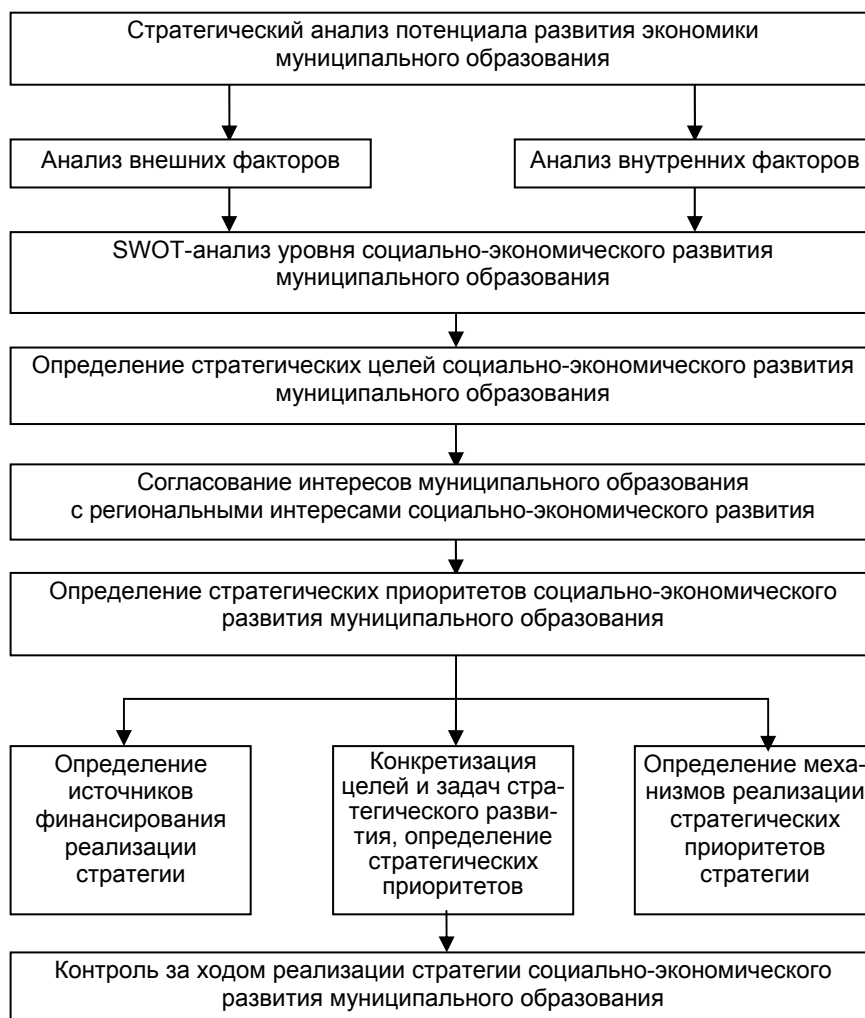 Стратегический анализ потенциала развития экономики
муниципального образования
Анализ внешних факторов
Анализ внутренних факторов
SWOT-анализ уровня социально-экономического развития
муниципального образования
Определение стратегических целей социально-экономического развития
муниципального образования
Согласование интересов муниципального образования
с региональными интересами социально-экономического развития
Определение стратегических приоритетов социально-экономического
развития муниципального образования
Определение
источников
финансирования
реализации
стратегии
Конкретизация
целей и задач стра-
тегического разви-
тия, определение
стратегических
приоритетов
Определение меха-
низмов реализации
стратегических
приоритетов
стратегии
Контроль за ходом реализации стратегии социально-экономического
развития муниципального образования